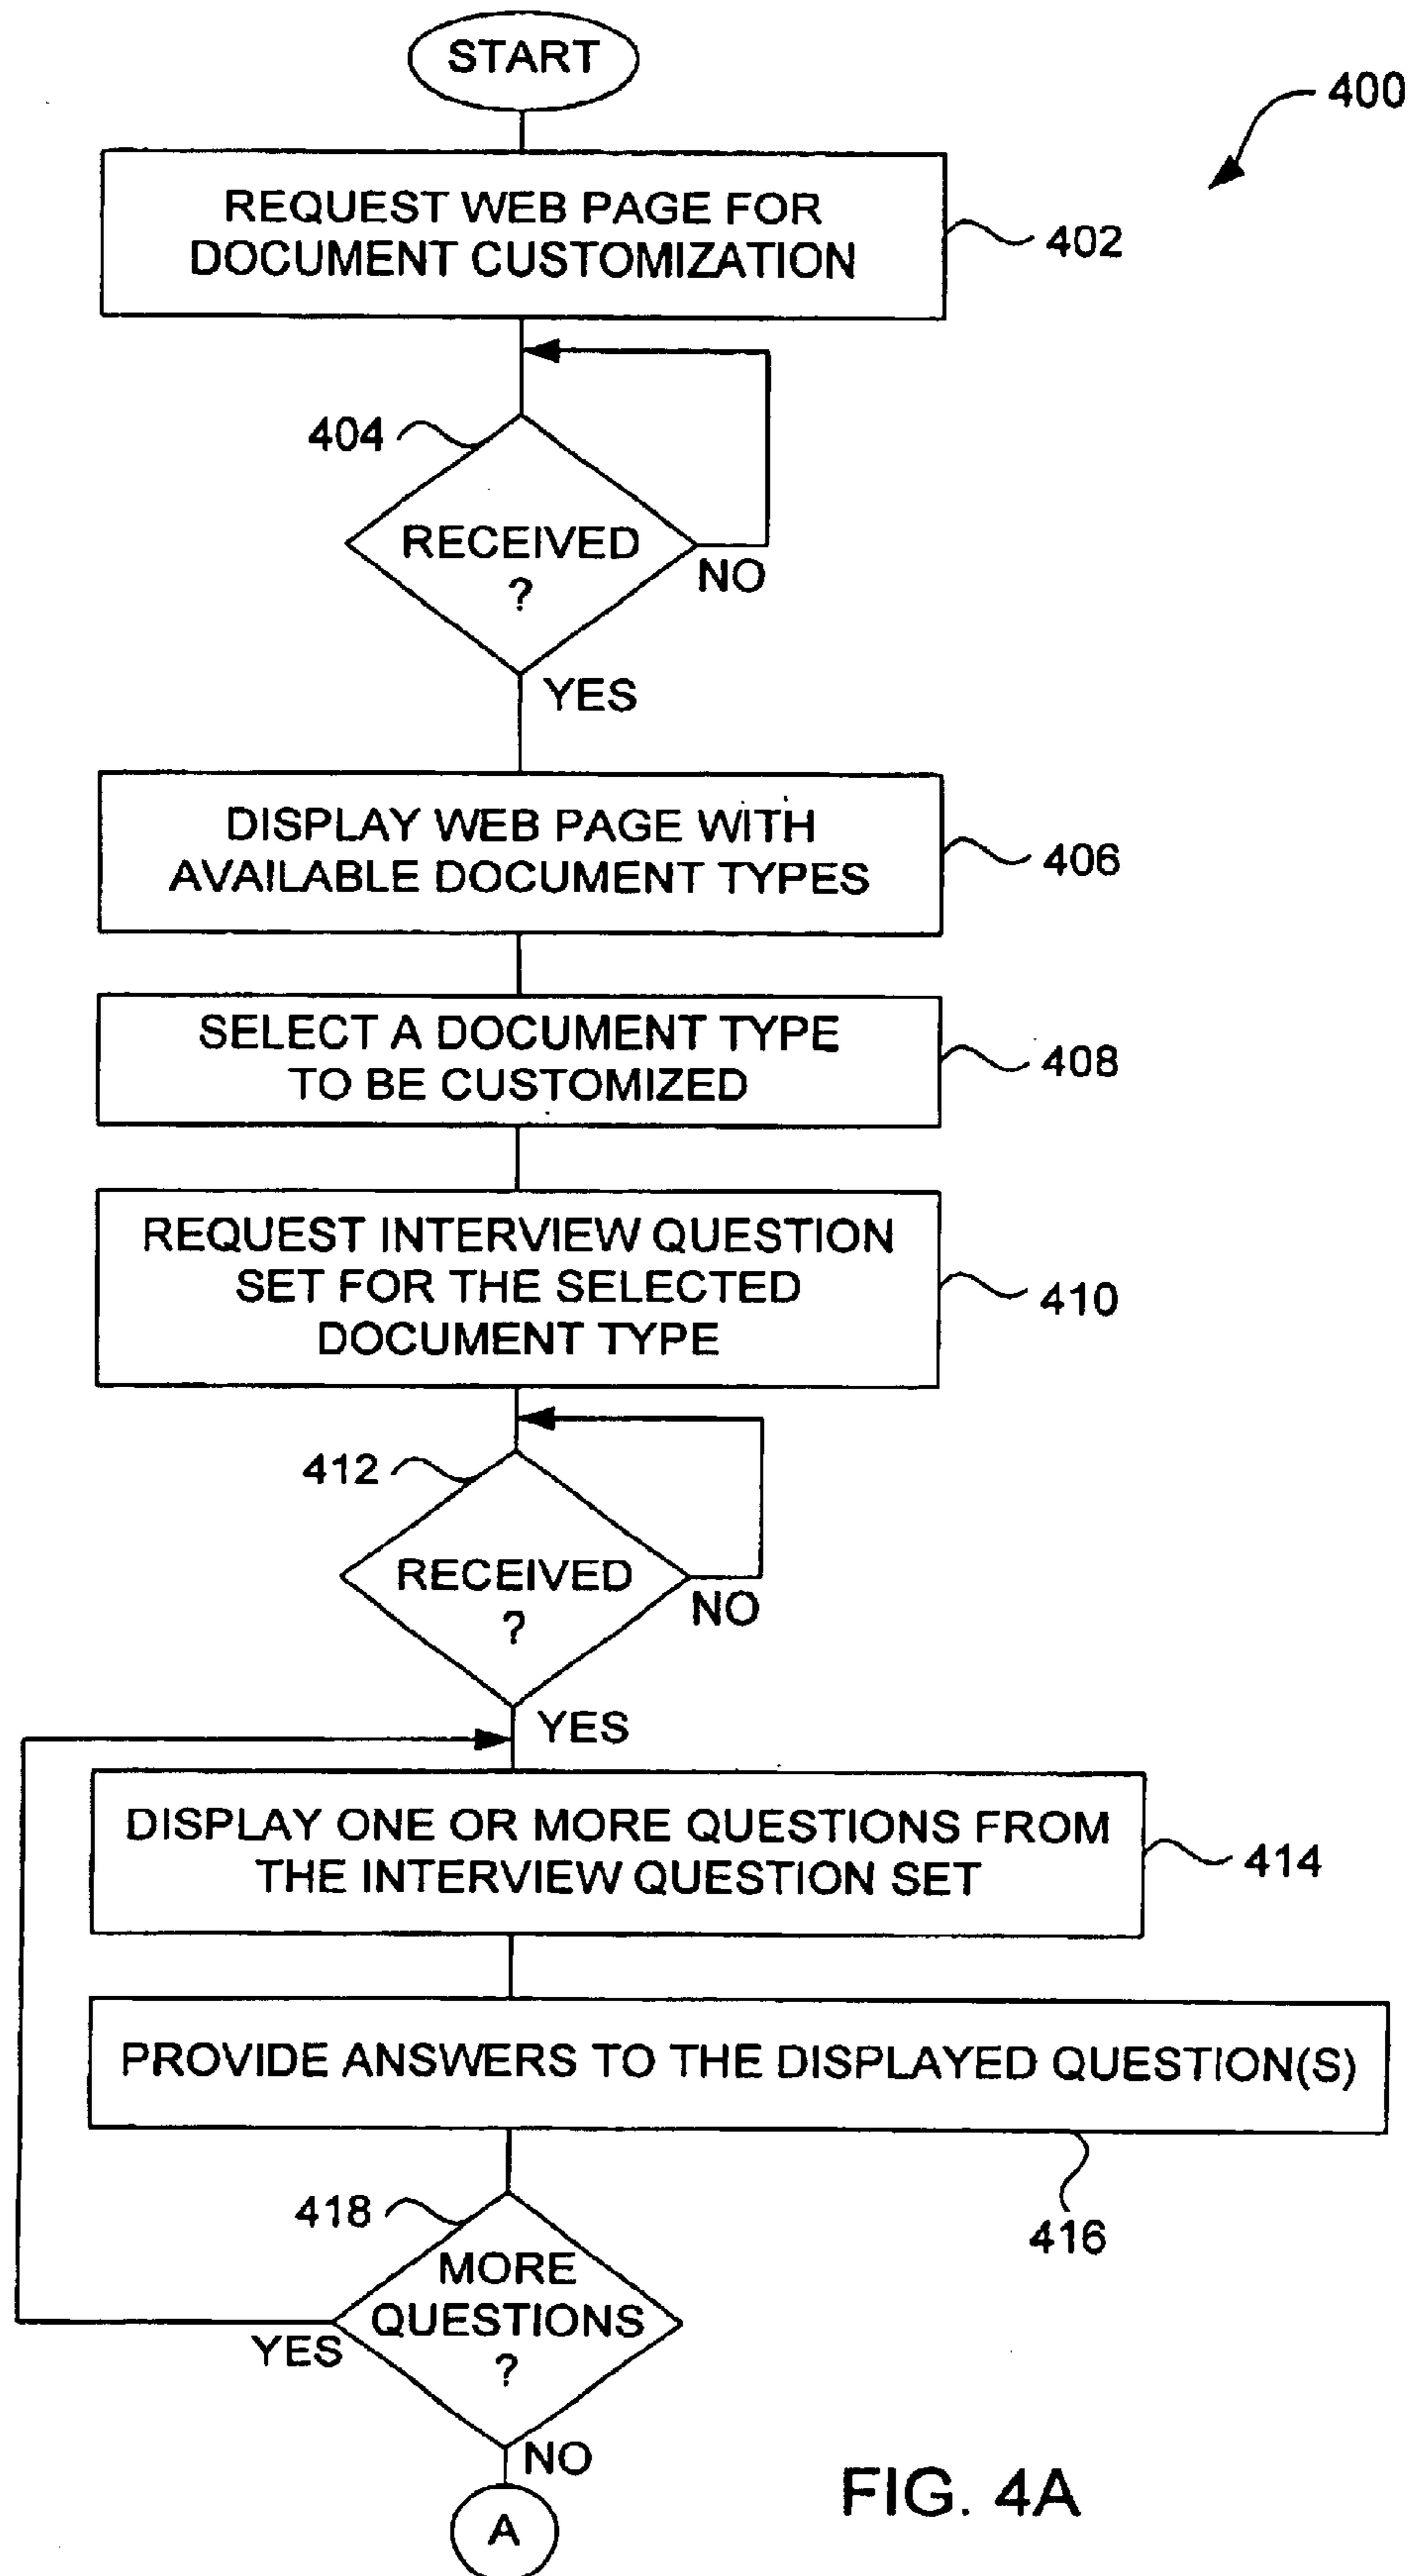 START
400
REQUEST WEB PAGE FOR
DOCUMENT CUSTOMIZATION
402
404
RECEIVED
?
NO
YES
DISPLAY WEB PAGE WITH
AVAILABLE DOCUMENT TYPES
406
SELECT A DOCUMENT TYPE
TO BE CUSTOMIZED
408
REQUEST INTERVIEW QUESTION
SET FOR THE SELECTED
DOCUMENT TYPE
410
412
RECEIVED
?
NO
YES
DISPLAY ONE OR MORE QUESTIONS FROM
THE INTERVIEW QUESTION SET
414
PROVIDE ANSWERS TO THE DISPLAYED QUESTION(S)
416
418
MORE
QUESTIONS
?
YES
NO
A
FIG. 4A